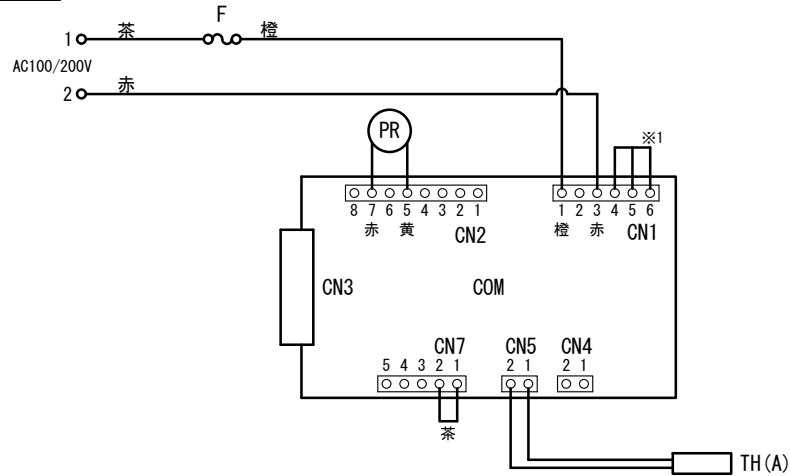 F
1 茶 橙
AC100/200V
2 赤
PR
※1
8 7 6 5 4 3 2 1
1 2 3 4 5 6
赤 黄 CN2
橙 赤 CN1
CN3
COM
CN7 CN5 CN4
5 4 3 2 1
2 1
2 1
茶
TH(A)